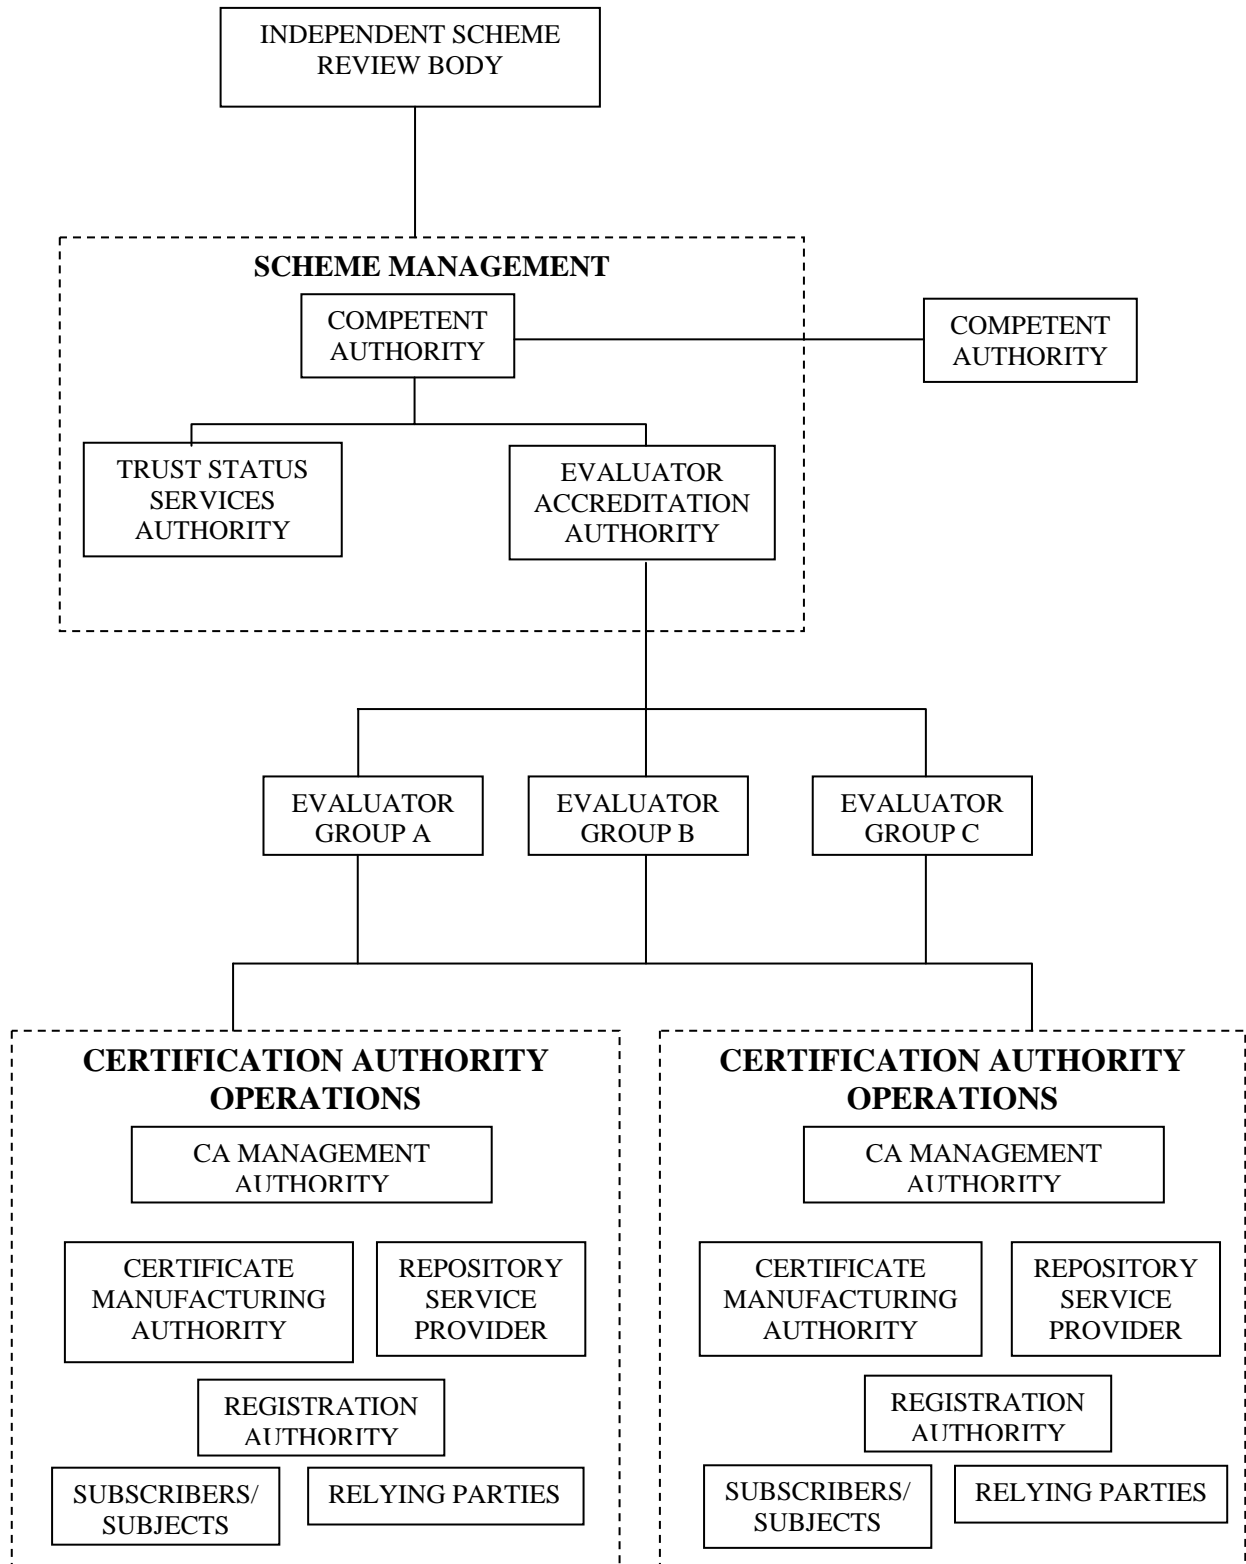 INDEPENDENT SCHEME
REVIEW BODY
SCHEME MANAGEMENT
COMPETENT
AUTHORITY
COMPETENT
AUTHORITY
TRUST STATUS
SERVICES
AUTHORITY
EVALUATOR
ACCREDITATION
AUTHORITY
EVALUATOR
GROUP A
EVALUATOR
GROUP B
EVALUATOR
GROUP C
CERTIFICATION AUTHORITY
OPERATIONS
CA MANAGEMENT
AUTHORITY
CERTIFICATE
MANUFACTURING
AUTHORITY
REPOSITORY
SERVICE
PROVIDER
REGISTRATION
AUTHORITY
SUBSCRIBERS/
SUBJECTS
RELYING PARTIES
CERTIFICATION AUTHORITY
OPERATIONS
CA MANAGEMENT
AUTHORITY
CERTIFICATE
MANUFACTURING
AUTHORITY
REPOSITORY
SERVICE
PROVIDER
REGISTRATION
AUTHORITY
SUBSCRIBERS/
SUBJECTS
RELYING PARTIES